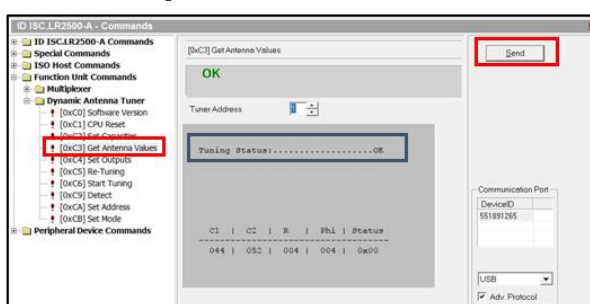 ID ISC.LR2500-A - Commands
ID ISC.LR2500-A Commands
Special Commands
ISO Host Commands
Function Unit Commands
Multiplexer
Dynamic Antenna Tuner
[0xC0] Software Version
[0xC1] CPU Reset
[0xC2] Set Capacities
[0xC3] Get Antenna Values
[0xC4] Set Outputs
[0xC5] Re-Tuning
[0xC6] Start Tuning
[0xC9] Detect
[0xCA] Set Address
[0xCB] Set Mode
Peripheral Device Commands
[0xC3] Get Antenna Values
OK
Tuner Address
Tuning Status:...................OK
C1 | C2 | R | Phi | Status
044 | 052 | 004 | 004 | 0x00
Send
Communication Port
DeviceID
551891265
USB
Adv. Protocol